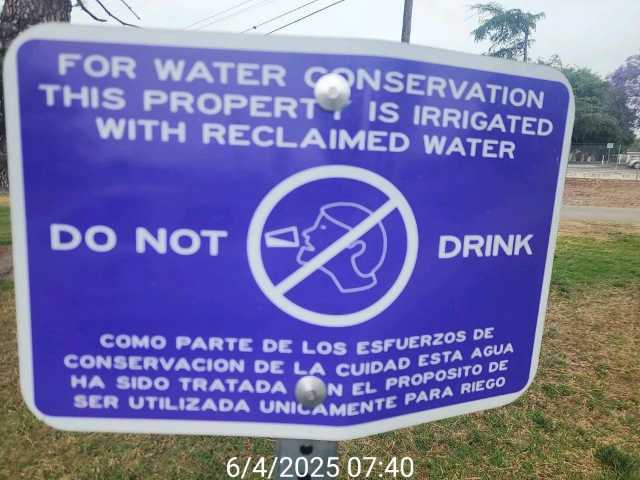 FOR WATER CONSERVATION
THIS PROPERTY IS IRRIGATED
WITH RECLAIMED WATER
DO NOT DRINK
COMO PARTE DE LOS ESFUERZOS DE
CONSERVACION DE LA CUIDAD ESTA AGUA
HA SIDO TRATADA CON EL PROPOSITO DE
SER UTILIZADA UNICAMENTE PARA RIEGO
6/4/2025 07:40